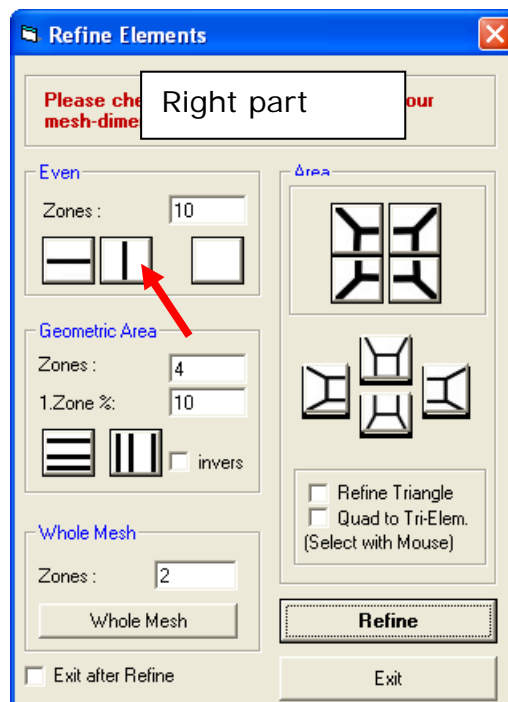 Refine Elements
Please che
our
mesh-dime
Right part
Even
Zones :
10
Geometric Area
Zones :
4
1.Zone %:
10
invers
Whole Mesh
Zones :
2
Whole Mesh
Exit after Refine
Area
Refine Triangle
Quad to Tri-Elem.
(Select with Mouse)
Refine
Exit